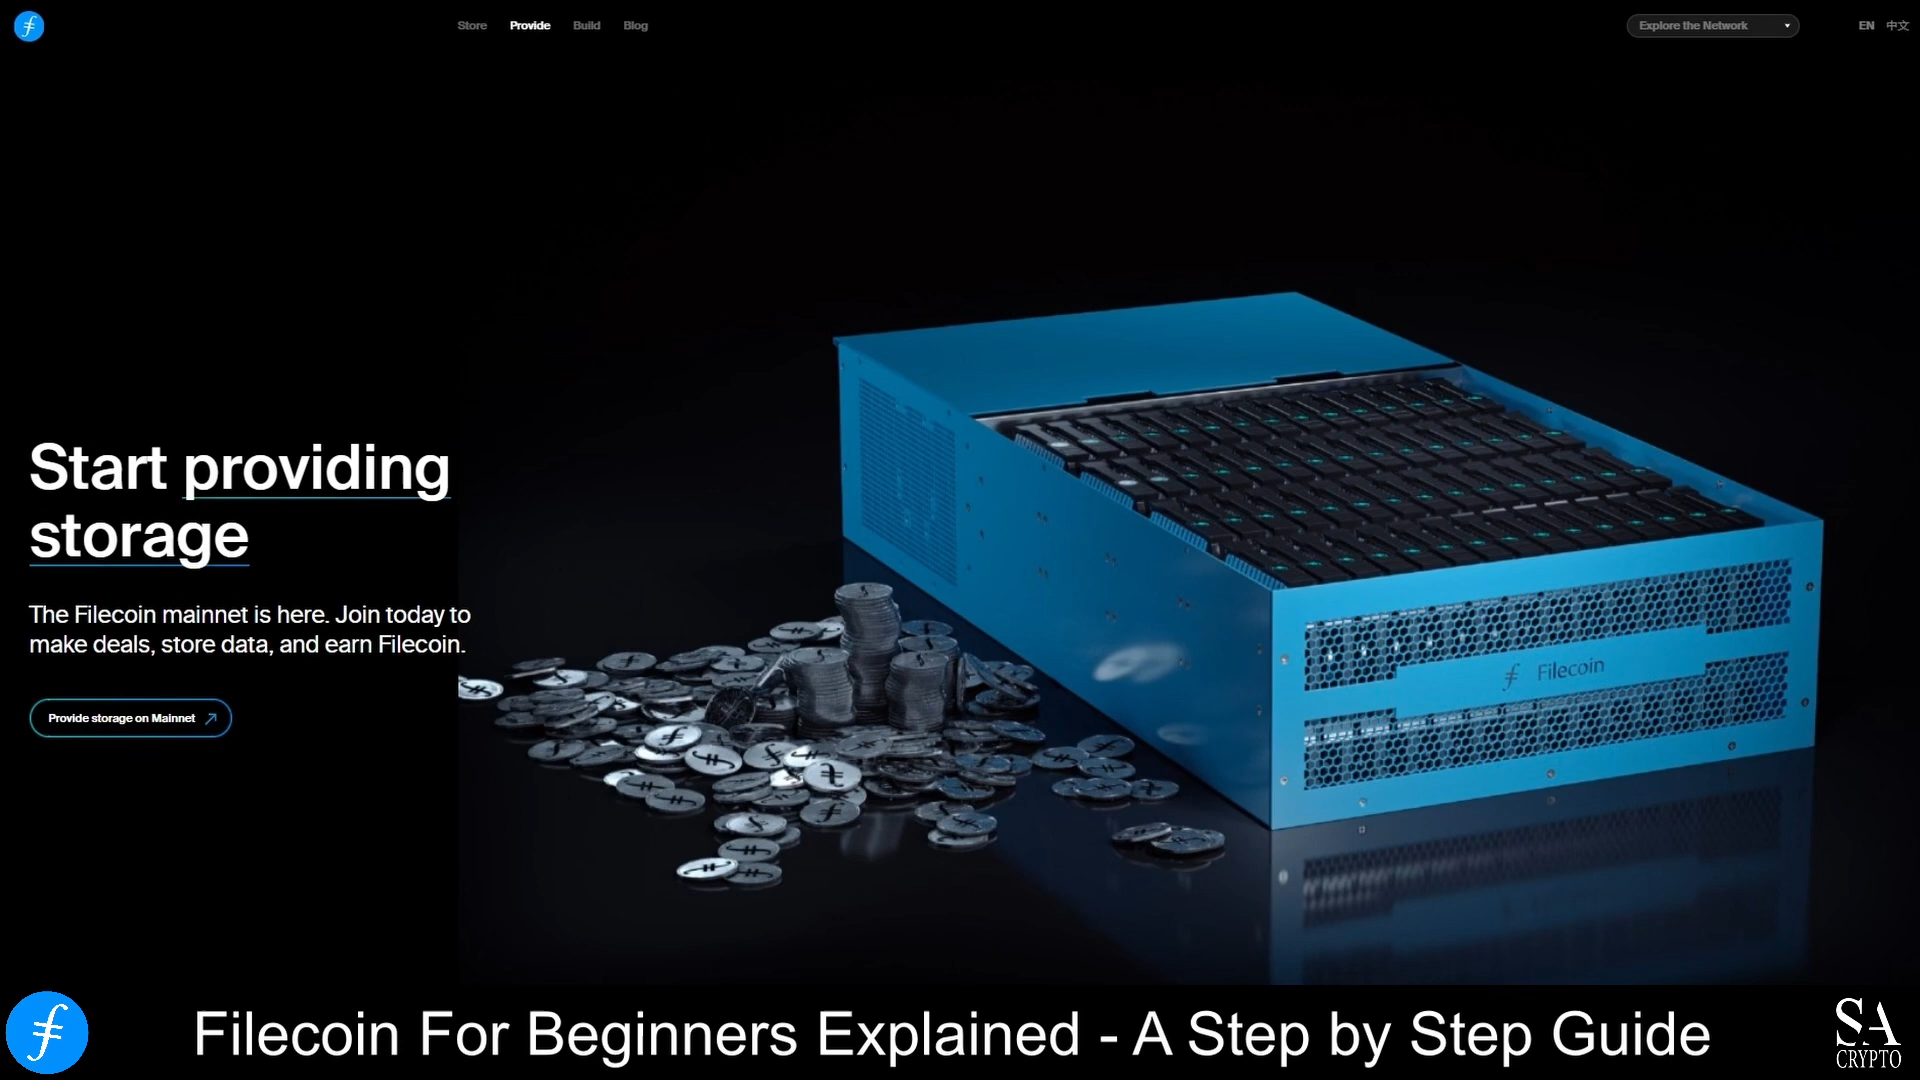 Store Provide Build Blog Explore the Network EN 中文
Start providing
storage
The Filecoin mainnet is here. Join today to
make deals, store data, and earn Filecoin.
Provide storage on Mainnet
Filecoin
Filecoin For Beginners Explained - A Step by Step Guide
SA
CRYPTO